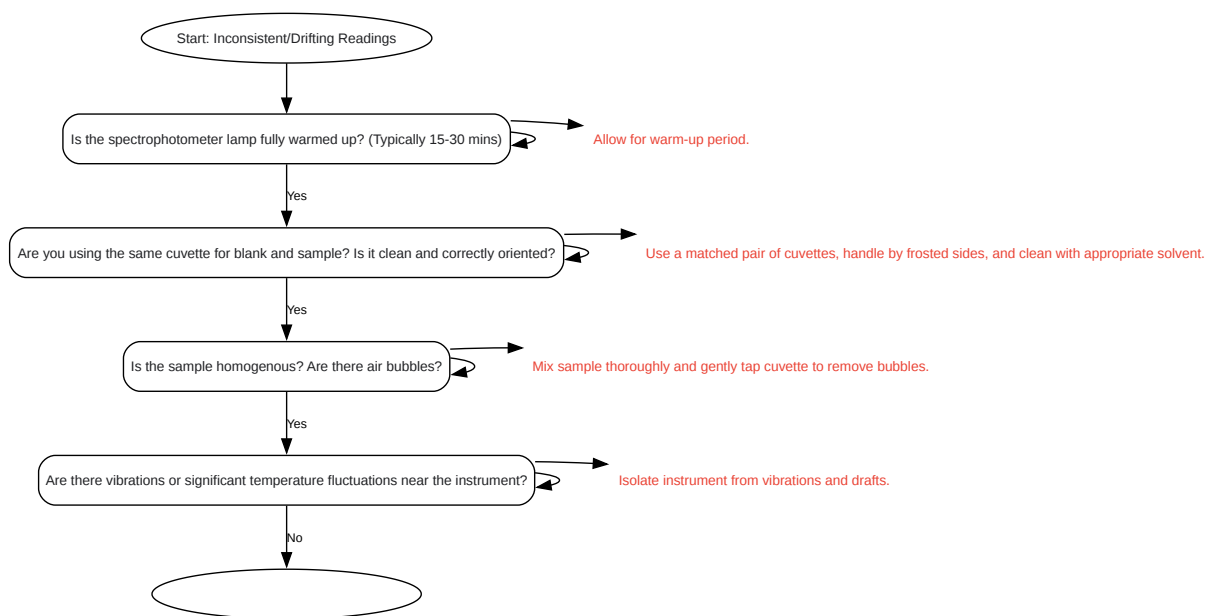 Start: Inconsistent/Drifting Readings
Is the spectrophotometer lamp fully warmed up? (Typically 15-30 mins)
Allow for warm-up period.
Yes
Are you using the same cuvette for blank and sample? Is it clean and correctly oriented?
Use a matched pair of cuvettes, handle by frosted sides, and clean with appropriate solvent.
Yes
Is the sample homogenous? Are there air bubbles?
Mix sample thoroughly and gently tap cuvette to remove bubbles.
Yes
Are there vibrations or significant temperature fluctuations near the instrument?
Isolate instrument from vibrations and drafts.
No